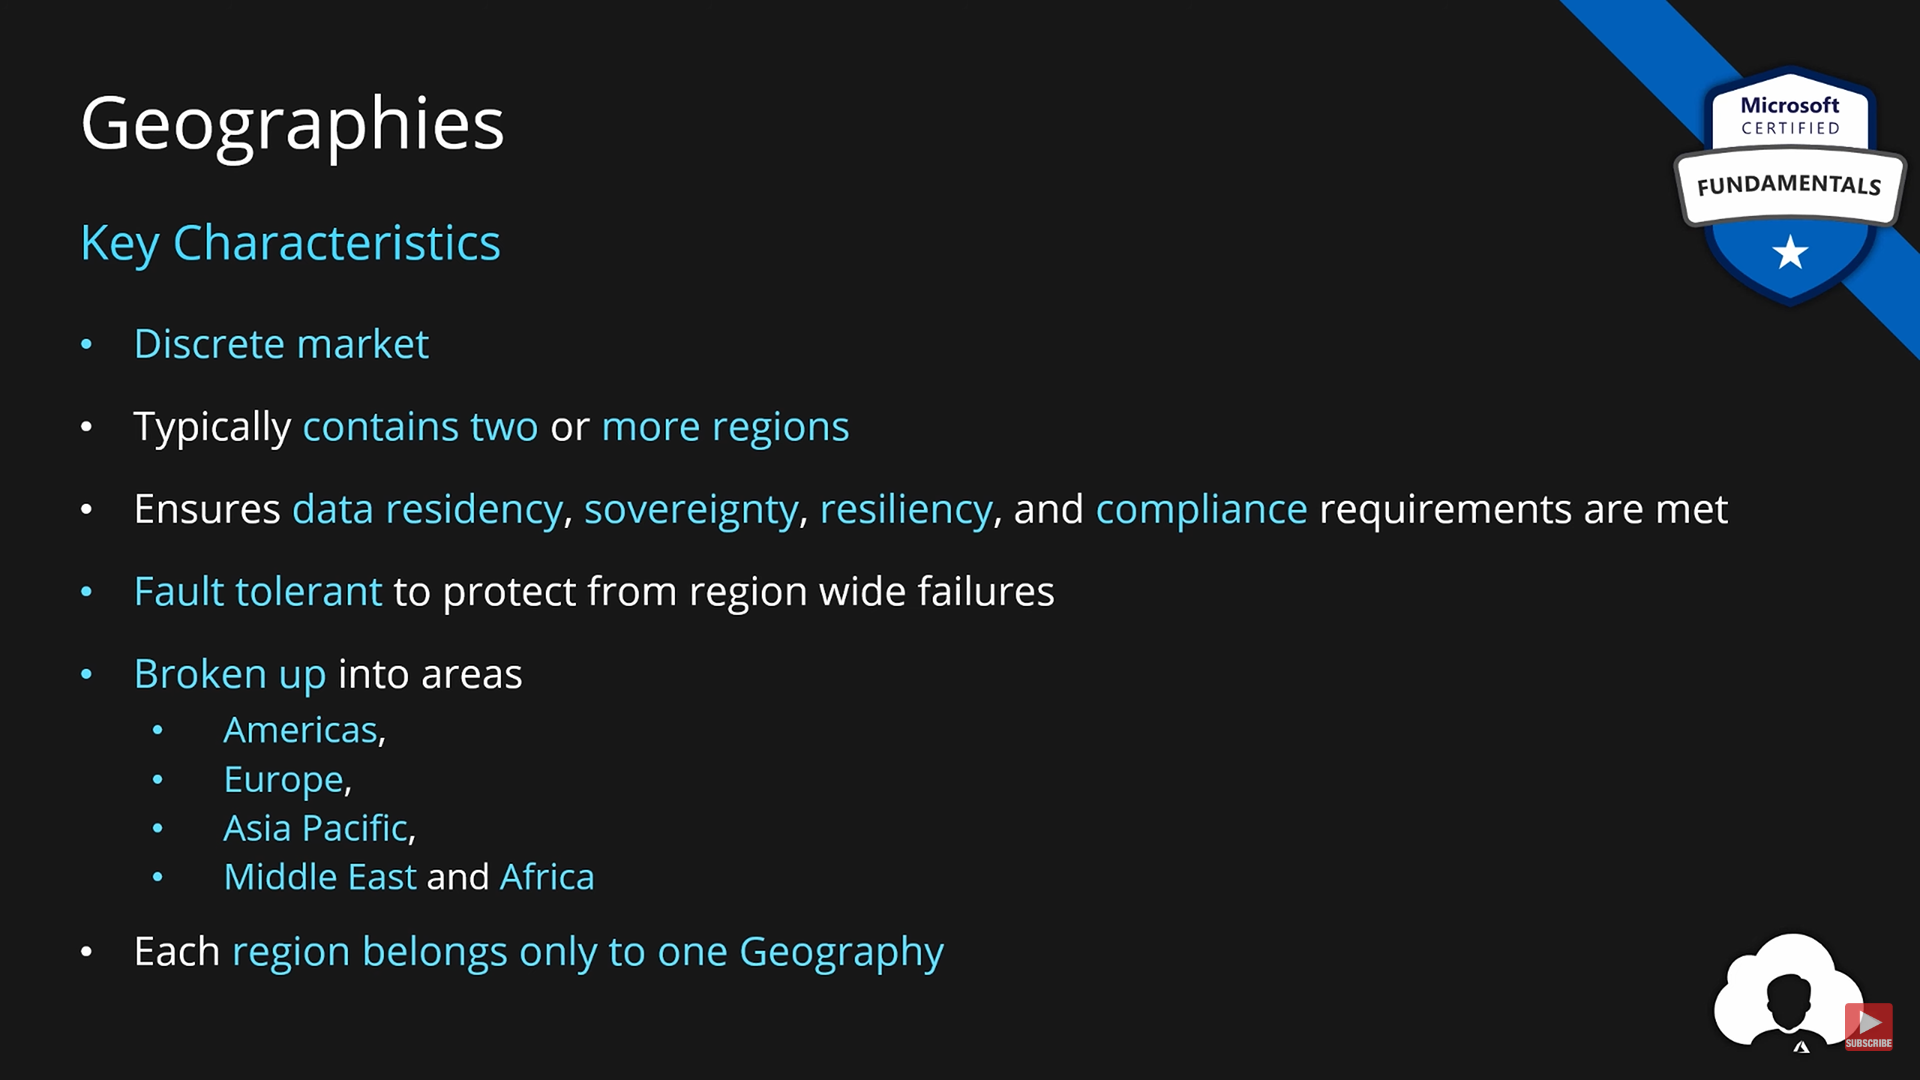 Geographies
Microsoft
CERTIFIED
FUNDAMENTALS
Key Characteristics
• Discrete market
• Typically contains two or more regions
• Ensures data residency, sovereignty, resiliency, and compliance requirements are met
• Fault tolerant to protect from region wide failures
• Broken up into areas
• Americas,
• Europe,
• Asia Pacific,
• Middle East and Africa
• Each region belongs only to one Geography
SUBSCRIBE